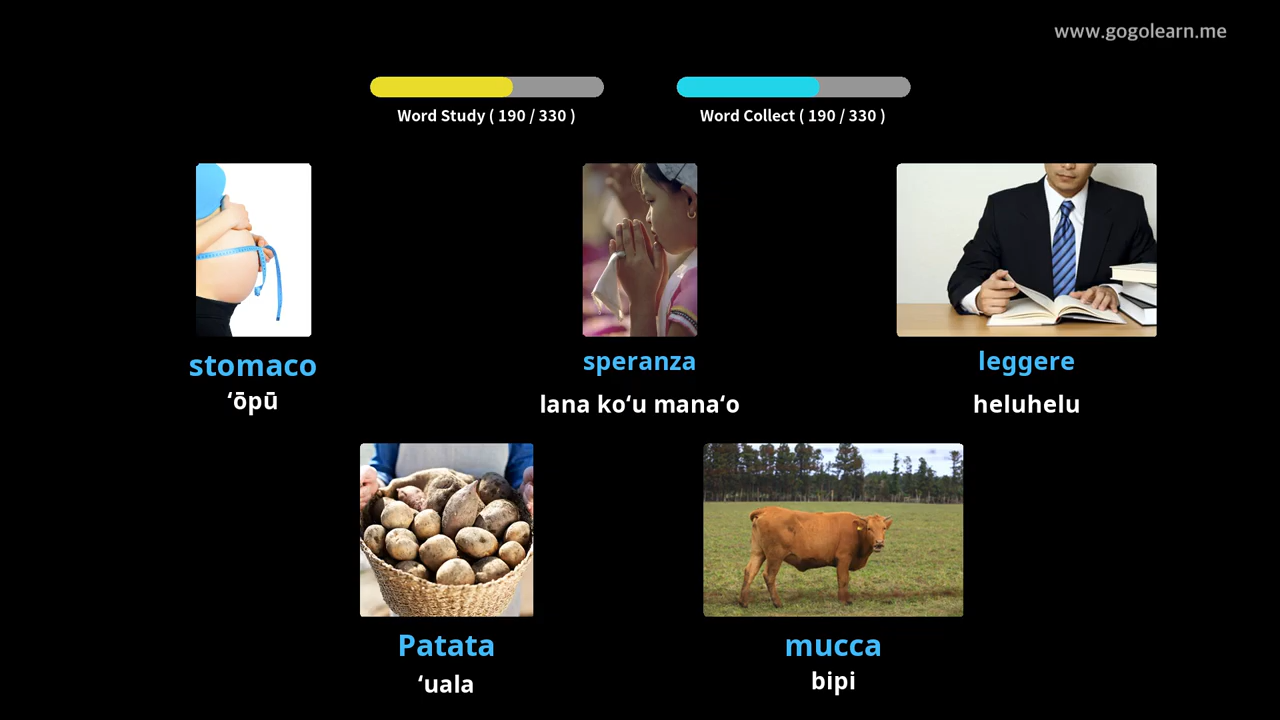 www.gogolearn.me
Word Study ( 190 / 330 )
Word Collect ( 190 / 330 )
stomaco
ʻōpū
speranza
lana koʻu manaʻo
leggere
heluhelu
Patata
ʻuala
mucca
bipi